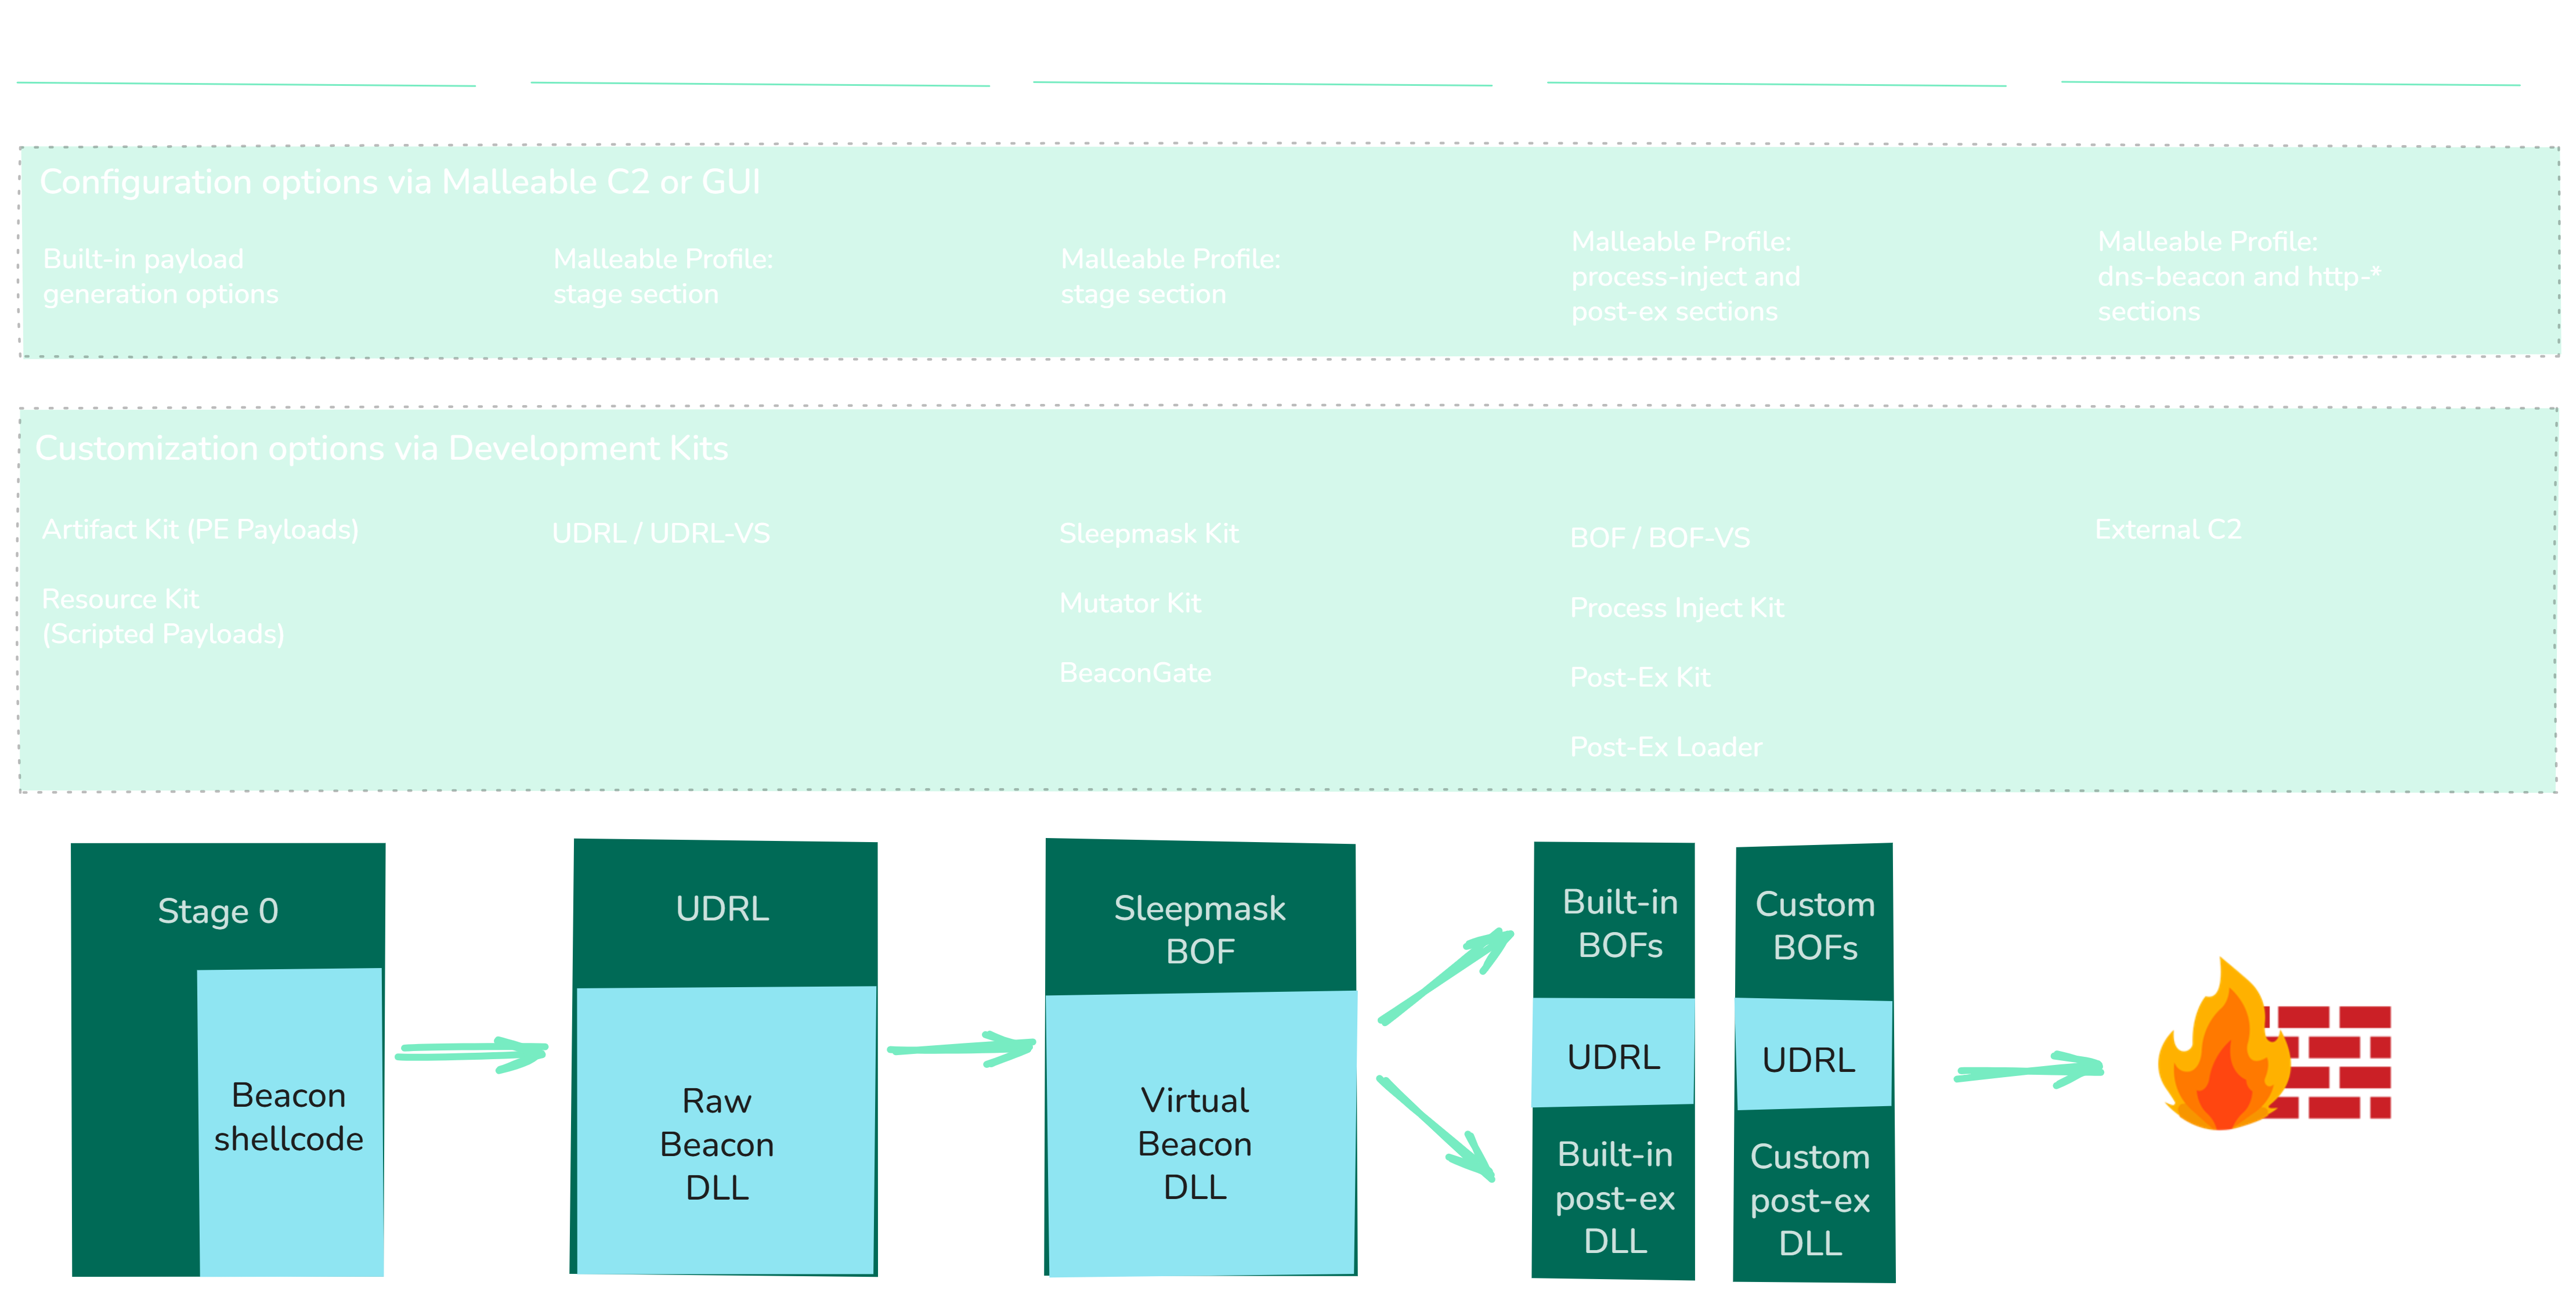 Configuration options via Malleable C2 or GUI
Built-in payload
generation options
Malleable Profile:
stage section
Malleable Profile:
stage section
Malleable Profile:
process-inject and
post-ex sections
Malleable Profile:
dns-beacon and http-*
sections
Customization options via Development Kits
Artifact Kit (PE Payloads)
Resource Kit
(Scripted Payloads)
UDRL / UDRL-VS
Sleepmask Kit
Mutator Kit
BeaconGate
BOF / BOF-VS
Process Inject Kit
Post-Ex Kit
Post-Ex Loader
External C2
Stage 0
Beacon
shellcode
UDRL
Raw
Beacon
DLL
Sleepmask
BOF
Virtual
Beacon
DLL
Built-in
BOFs
UDRL
Built-in
post-ex
DLL
Custom
BOFs
UDRL
Custom
post-ex
DLL